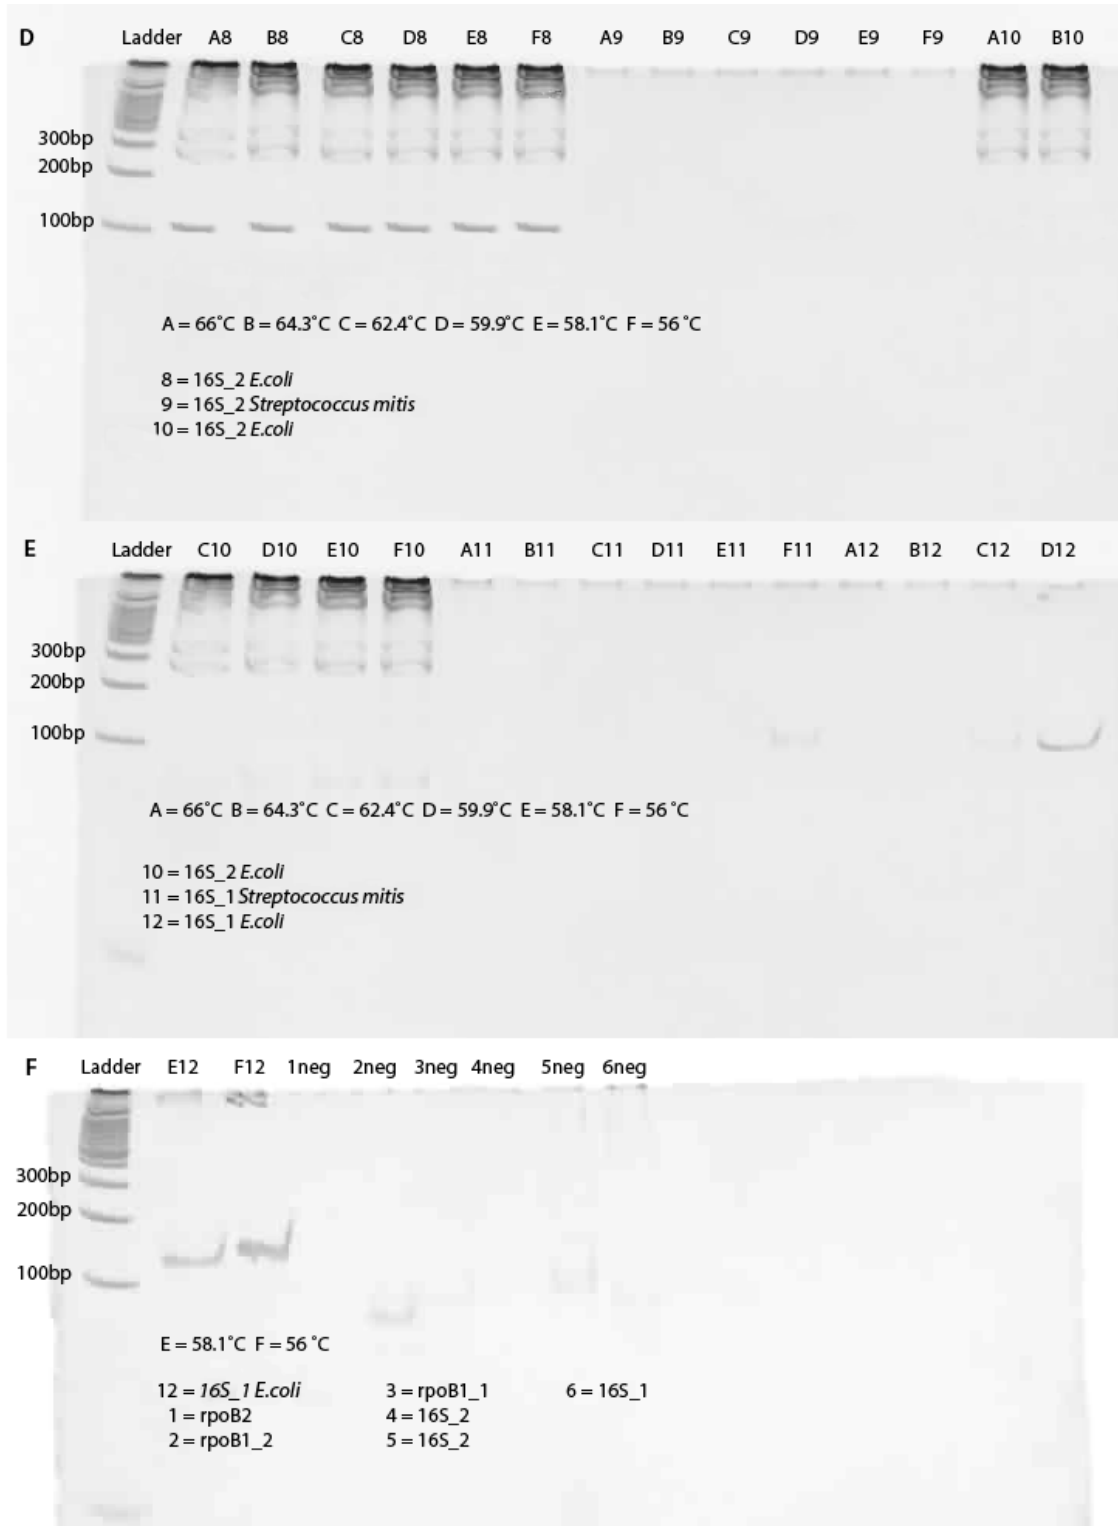 D
Ladder A8 B8 C8 D8 E8 F8 A9 B9 C9 D9 E9 F9 A10 B10
300bp
200bp
100bp
A = 66˚C B = 64.3˚C C = 62.4˚C D = 59.9˚C E = 58.1˚C F = 56 ˚C
8 = 16S_2 E.coli
9 = 16S_2 Streptococcus mitis
10 = 16S_2 E.coli
E
Ladder C10 D10 E10 F10 A11 B11 C11 D11 E11 F11 A12 B12 C12 D12
300bp
200bp
100bp
A = 66˚C B = 64.3˚C C = 62.4˚C D = 59.9˚C E = 58.1˚C F = 56 ˚C
10 = 16S_2 E.coli
11 = 16S_1 Streptococcus mitis
12 = 16S_1 E.coli
F
Ladder E12 F12 1neg 2neg 3neg 4neg 5neg 6neg
300bp
200bp
100bp
E = 58.1˚C F = 56 ˚C
12 = 16S_1 E.coli 3 = rpoB1_1 6 = 16S_1
1 = rpoB2 4 = 16S_2
2 = rpoB1_2 5 = 16S_2